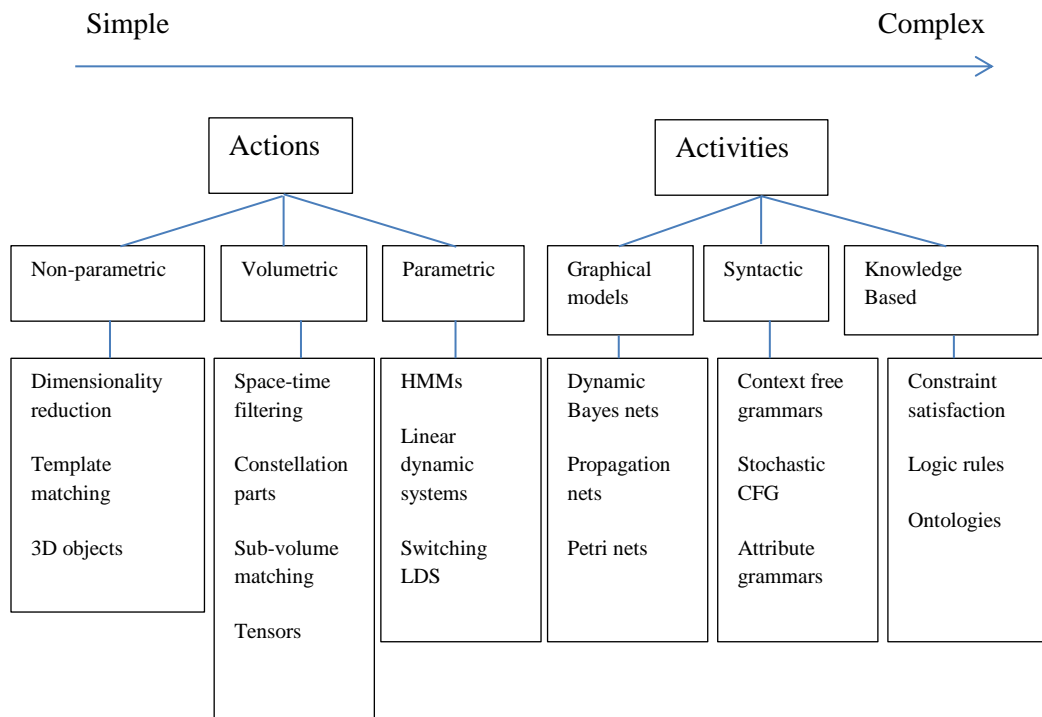 Simple
Complex
Actions
Activities
Non-parametric
Volumetric
Parametric
Graphical
models
Syntactic
Knowledge
Based
Dimensionality
reduction
Template
matching
3D objects
Space-time
filtering
Constellation
parts
Sub-volume
matching
Tensors
HMMs
Linear
dynamic
systems
Switching
LDS
Dynamic
Bayes nets
Propagation
nets
Petri nets
Context free
grammars
Stochastic
CFG
Attribute
grammars
Constraint
satisfaction
Logic rules
Ontologies